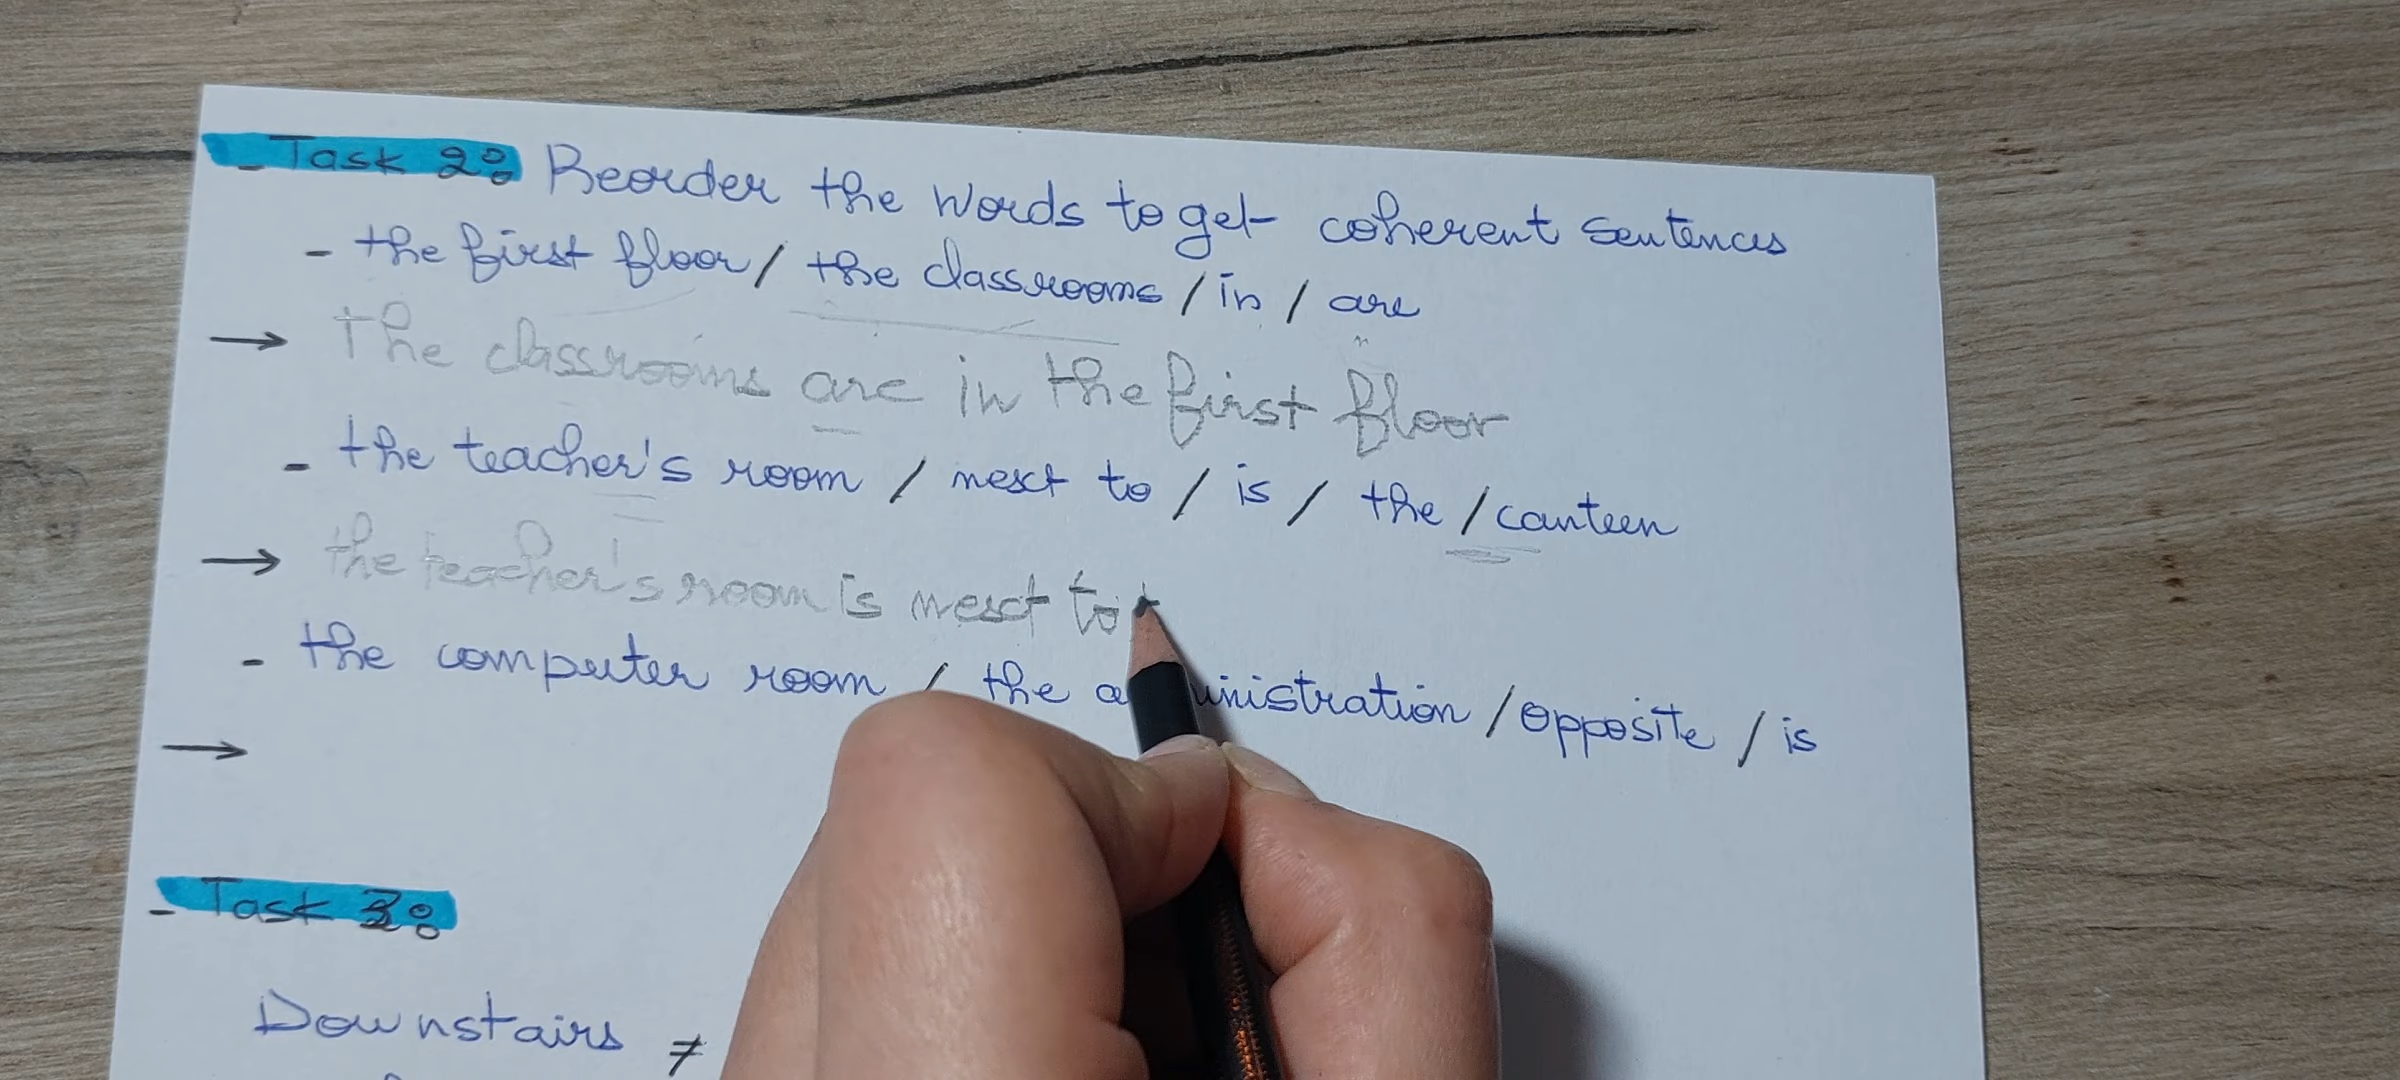 - Task 2: Reorder the words to get coherent sentences
- the first floor / the classrooms / in / are
→ The classrooms are in the first floor
- the teacher's room / next to / is / the / canteen
→ the teacher's room is next to t
- the computer room / the a ministration / opposite / is
→
- Task 3:
Downstairs ≠